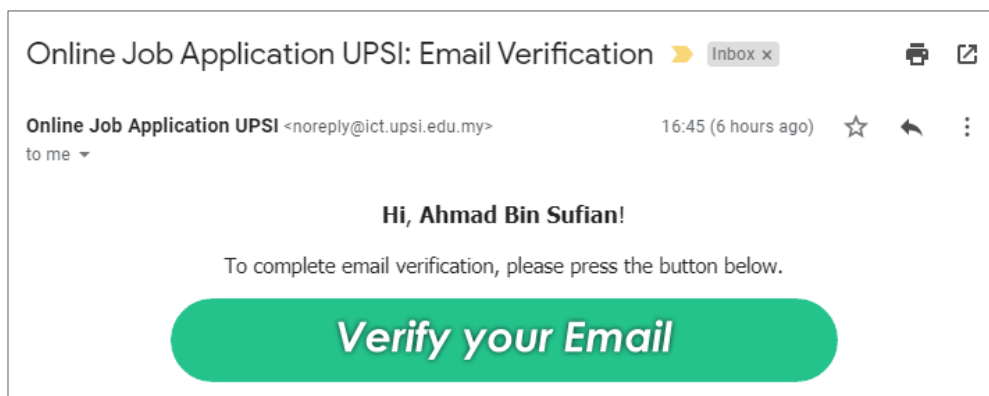 Online Job Application UPSI: Email Verification Inbox x
Online Job Application UPSI <noreply@ict.upsi.edu.my> 16:45 (6 hours ago)
to me
Hi, Ahmad Bin Sufian!
To complete email verification, please press the button below.
Verify your Email